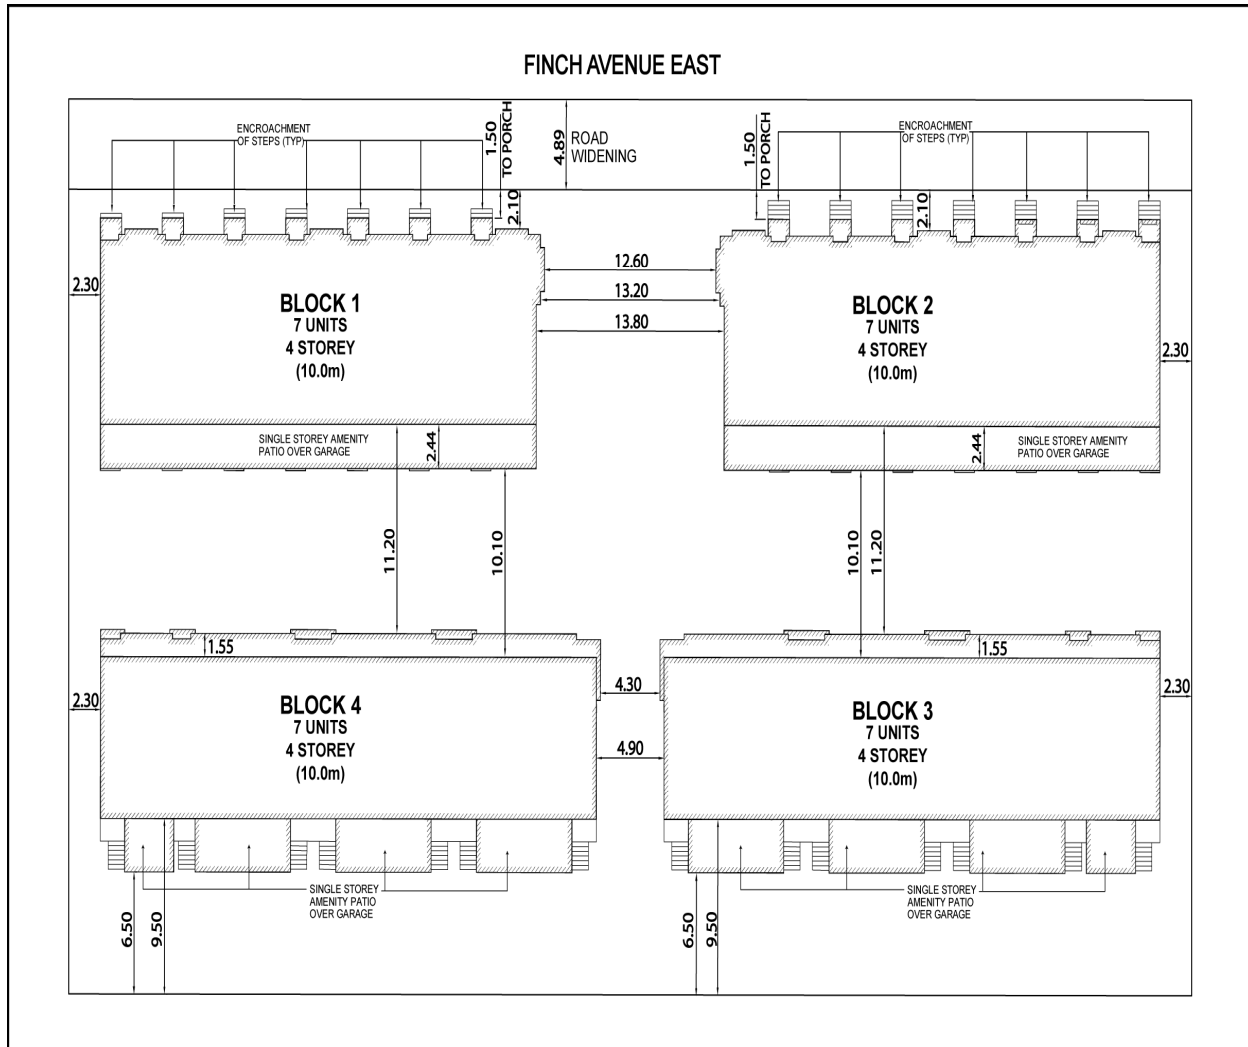 FINCH AVENUE EAST
ENCROACHMENT
OF STEPS (TYP)
1.50
TO PORCH
4.89
ROAD
WIDENING
1.50
TO PORCH
ENCROACHMENT
OF STEPS (TYP)
2.10
2.10
2.30
BLOCK 1
7 UNITS
4 STOREY
(10.0m)
12.60
13.20
13.80
BLOCK 2
7 UNITS
4 STOREY
(10.0m)
2.30
SINGLE STOREY AMENITY
PATIO OVER GARAGE
2.44
2.44
SINGLE STOREY AMENITY
PATIO OVER GARAGE
11.20
10.10
10.10
11.20
1.55
1.55
2.30
BLOCK 4
7 UNITS
4 STOREY
(10.0m)
4.30
4.90
BLOCK 3
7 UNITS
4 STOREY
(10.0m)
2.30
SINGLE STOREY
AMENITY PATIO
OVER GARAGE
SINGLE STOREY
AMENITY PATIO
OVER GARAGE
6.50
9.50
6.50
9.50